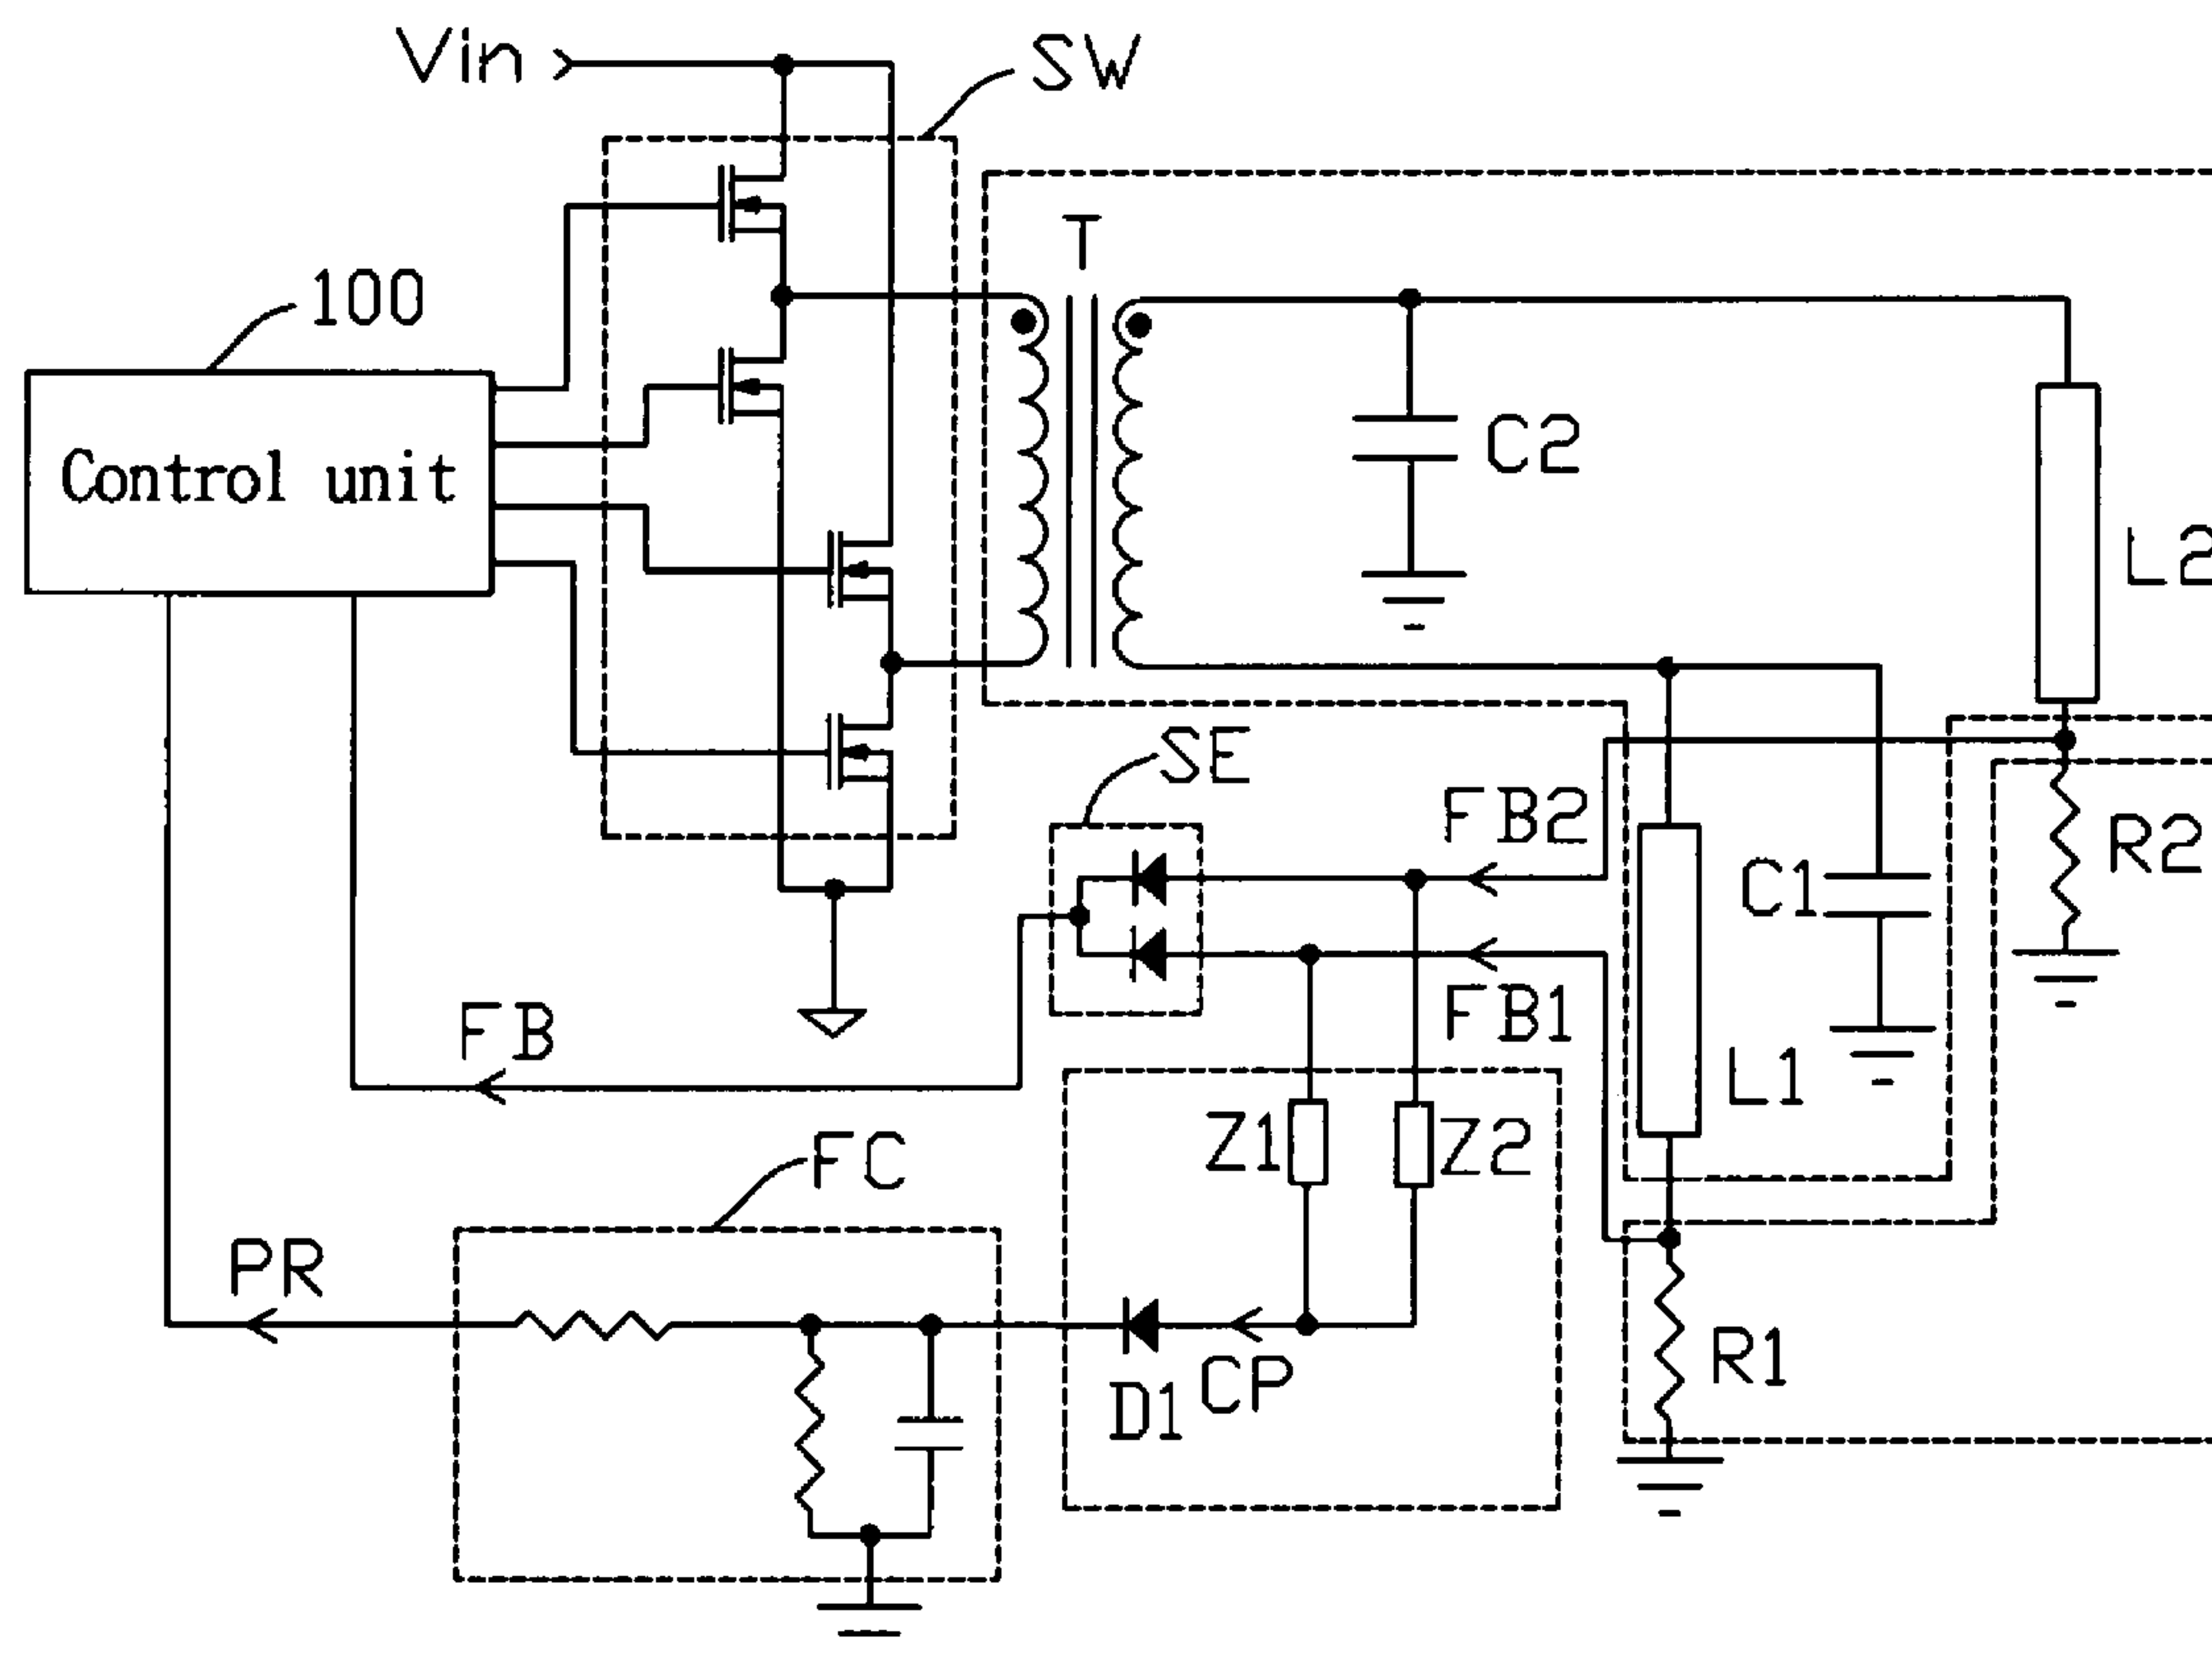 Vin
SW
T
100
Control unit
C2
L2
SE
FB2
R2
C1
FB1
FB
L1
Z1
Z2
FC
PR
CP
D1
R1